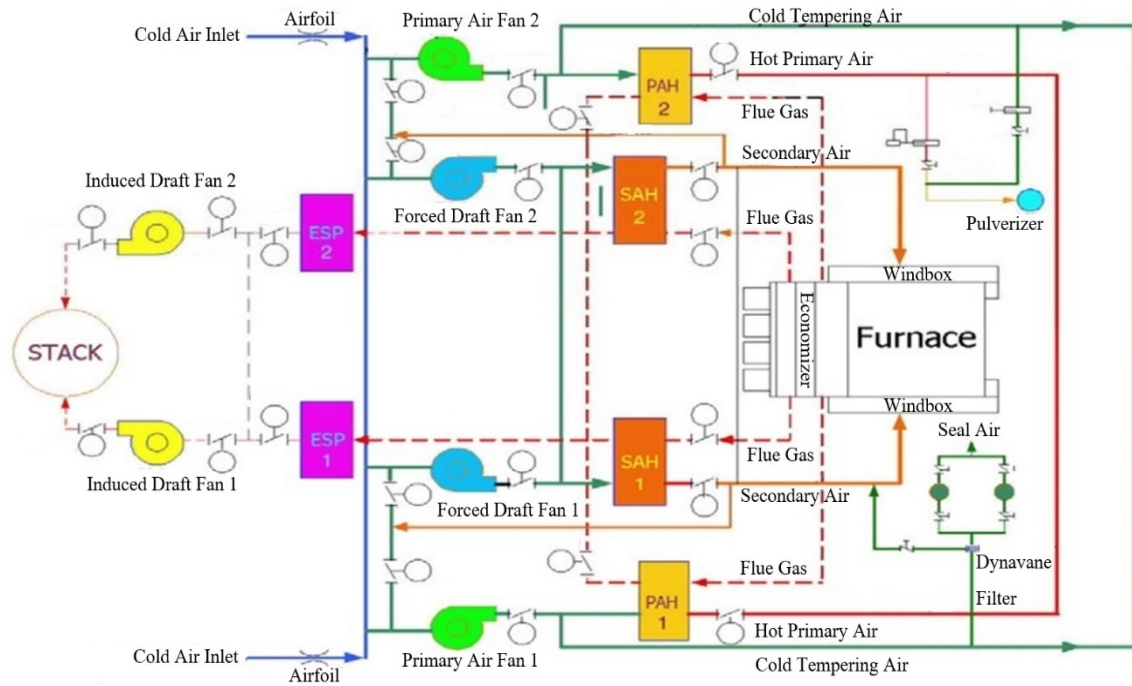 Airfoil
Primary Air Fan 2
Cold Tempering Air
Cold Air Inlet
Hot Primary Air
PAH
2
Flue Gas
Secondary Air
Induced Draft Fan 2
Forced Draft Fan 2
SAH
2
Pulverizer
ESP
2
Flue Gas
Windbox
STACK
Economizer
Furnace
Windbox
ESP
1
Seal Air
SAH
1
Flue Gas
Induced Draft Fan 1
Forced Draft Fan 1
Secondary Air
Flue Gas
Dynavane
PAH
1
Filter
Hot Primary Air
Cold Air Inlet
Primary Air Fan 1
Cold Tempering Air
Airfoil